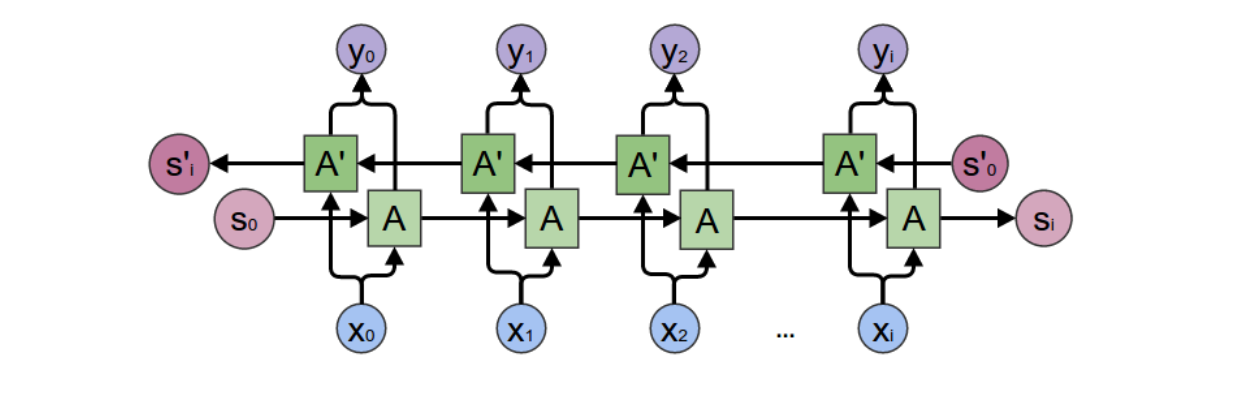 y₀ y₁ y₂ yᵢ
s'ᵢ A' A' A' A' s'₀
s₀ A A A A sᵢ
x₀ x₁ x₂ ... xᵢ